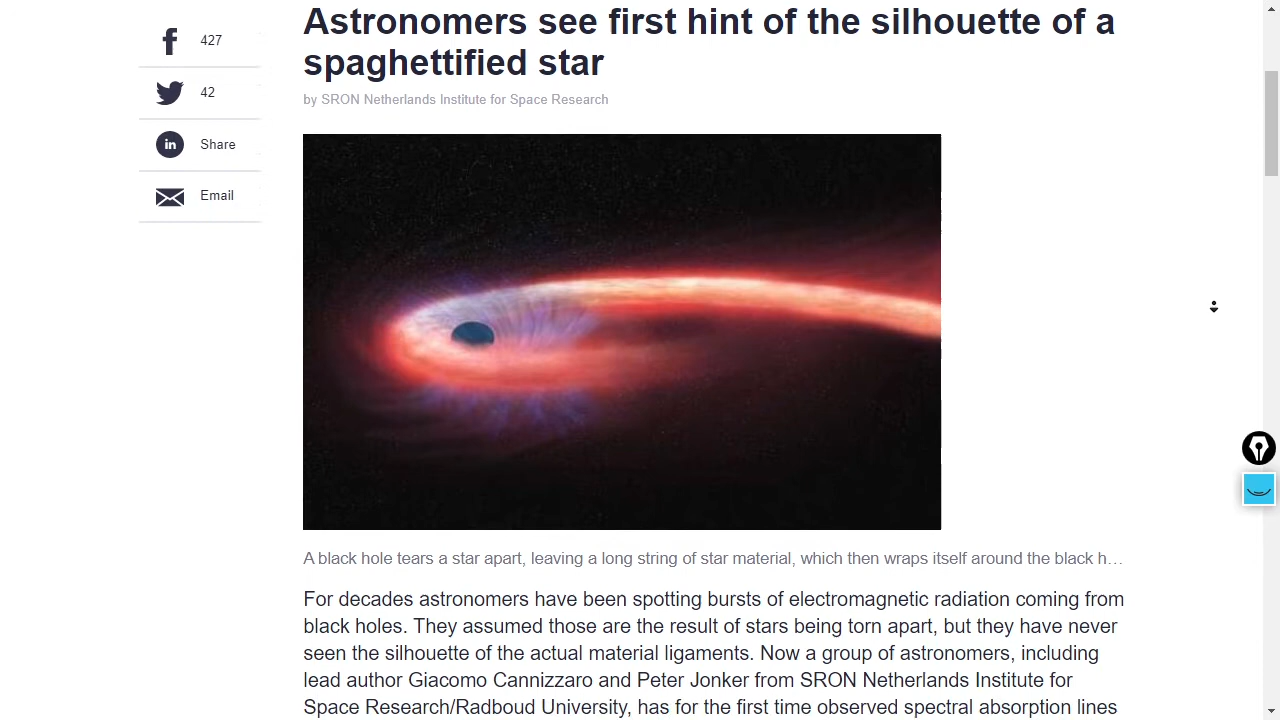 Astronomers see first hint of the silhouette of a
spaghettified star
by SRON Netherlands Institute for Space Research
427
42
in Share
Email
A black hole tears a star apart, leaving a long string of star material, which then wraps itself around the black h…
For decades astronomers have been spotting bursts of electromagnetic radiation coming from
black holes. They assumed those are the result of stars being torn apart, but they have never
seen the silhouette of the actual material ligaments. Now a group of astronomers, including
lead author Giacomo Cannizzaro and Peter Jonker from SRON Netherlands Institute for
Space Research/Radboud University, has for the first time observed spectral absorption lines